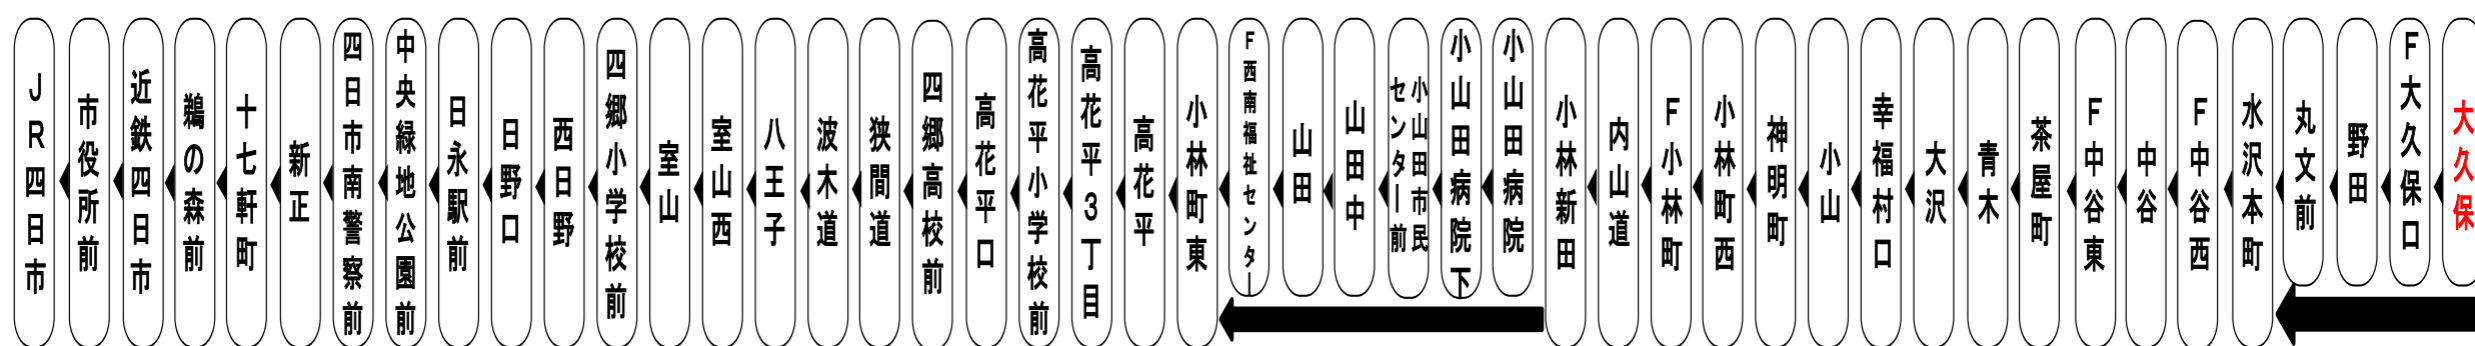 大久保
F大久保口
野田
丸文前
水沢本町
F中谷西
中谷
F中谷東
茶屋町
青木
大沢
幸福村口
小山
神明町
小林町西
F小林町
内山道
小林新田
小山田病院
小山田病院下
小山田市民
センター前
山田中
山田
F西南福祉センター
小林町東
高花平
高花平3丁目
高花平小学校前
高花平口
四郷高校前
狭間道
波木道
八王子
室山西
室山
四郷小学校前
西日野
日野口
日永駅前
中央緑地公園前
四日市南警察前
新正
十七軒町
鵜の森前
近鉄四日市
市役所前
JR四日市